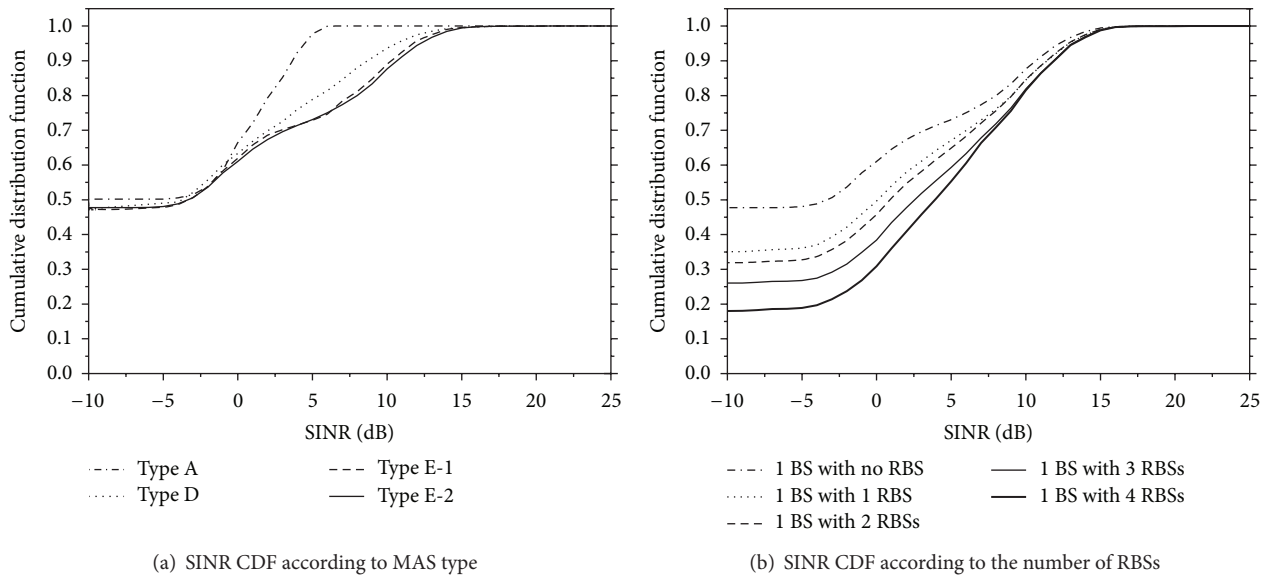 Cumulative distribution function
1.0
0.9
0.8
0.7
0.6
0.5
0.4
0.3
0.2
0.1
0.0
−10
−5
0
5
10
15
20
25
SINR (dB)
Type A
Type D
Type E-1
Type E-2
(a) SINR CDF according to MAS type
Cumulative distribution function
1.0
0.9
0.8
0.7
0.6
0.5
0.4
0.3
0.2
0.1
0.0
−10
−5
0
5
10
15
20
25
SINR (dB)
1 BS with no RBS
1 BS with 1 RBS
1 BS with 2 RBSs
1 BS with 3 RBSs
1 BS with 4 RBSs
(b) SINR CDF according to the number of RBSs